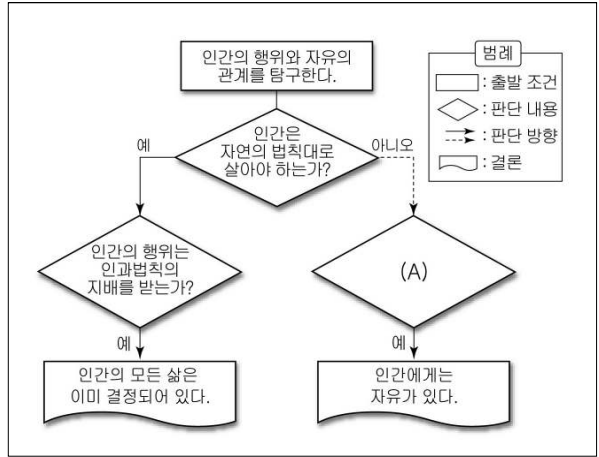 인간의 행위와 자유의
관계를 탐구한다.
범례
: 출발 조건
: 판단 내용
: 판단 방향
: 결론
인간은
자연의 법칙대로
살아야 하는가?
예
아니오
인간의 행위는
인과법칙의
지배를 받는가?
(A)
예
예
인간의 모든 삶은
이미 결정되어 있다.
인간에게는
자유가 있다.